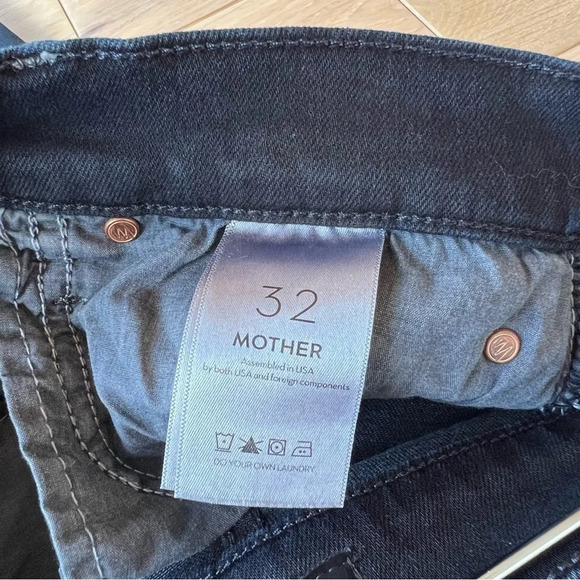 32
MOTHER
Assembled in USA
by both USA and foreign components
DO YOUR OWN LAUNDRY